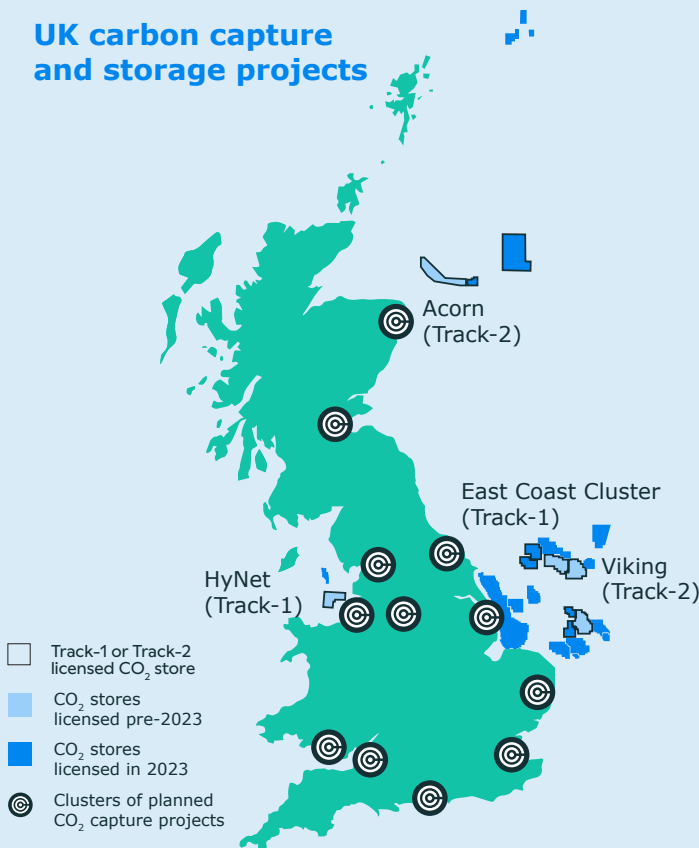 UK carbon capture
and storage projects
Acorn
(Track-2)
East Coast Cluster
(Track-1)
Viking
(Track-2)
HyNet
(Track-1)
Track-1 or Track-2
licensed CO₂ store
CO₂ stores
licensed pre-2023
CO₂ stores
licensed in 2023
Clusters of planned
CO₂ capture projects